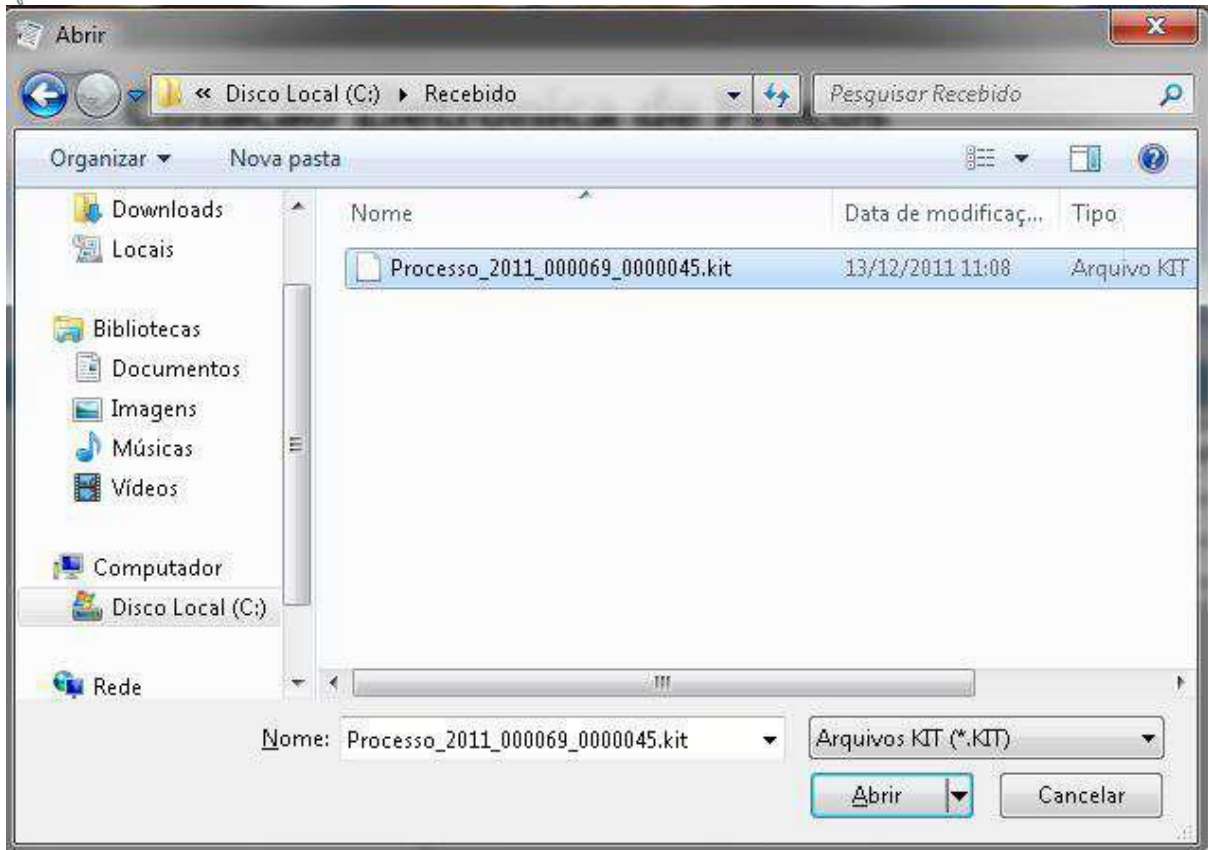 Abrir
« Disco Local (C:) ▸ Recebido
Pesquisar Recebido
Organizar
Nova pasta
Downloads
Locais
Bibliotecas
Documentos
Imagens
Músicas
Vídeos
Computador
Disco Local (C:)
Rede
Nome
Data de modificaç...
Tipo
Processo_2011_000069_0000045.kit
13/12/2011 11:08
Arquivo KIT
Nome: Processo_2011_000069_0000045.kit
Arquivos KIT (*.KIT)
Abrir
Cancelar